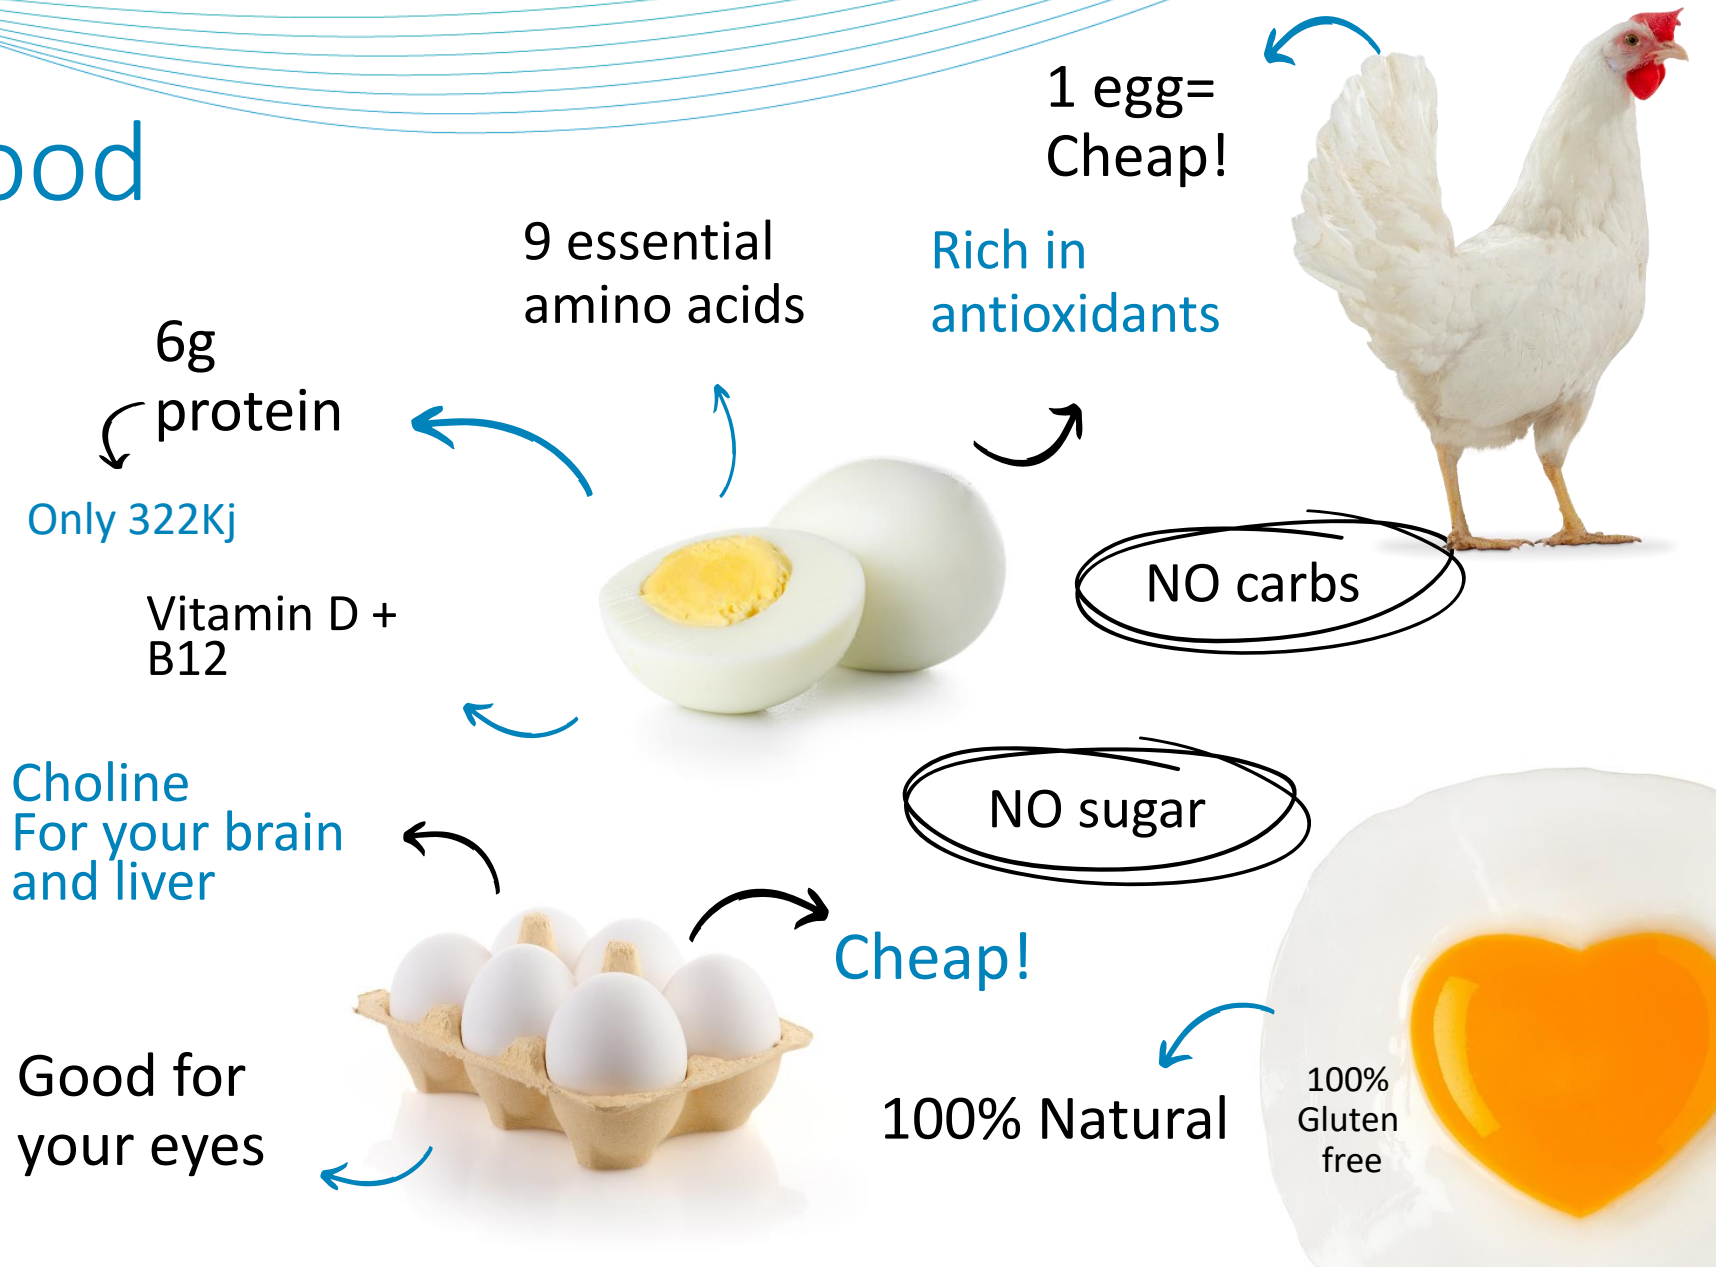 ood
1 egg=
Cheap!
9 essential
amino acids
Rich in
antioxidants
6g
protein
Only 322Kj
NO carbs
Vitamin D +
B12
NO sugar
Choline
For your brain
and liver
Cheap!
Good for
your eyes
100% Natural
100%
Gluten
free